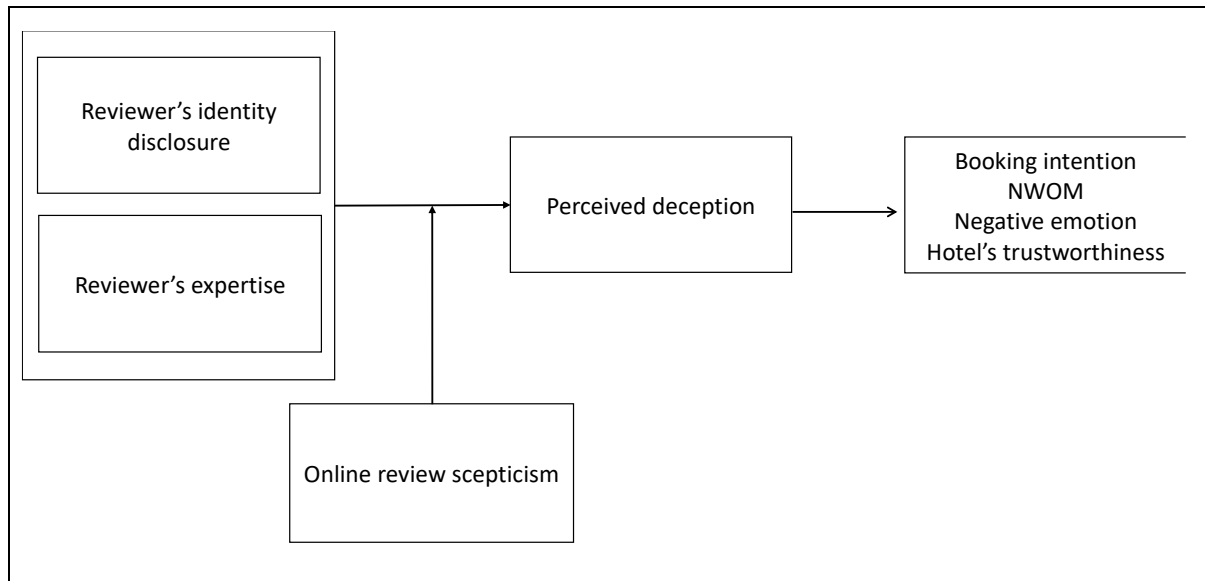 Reviewer’s identity
disclosure
Reviewer’s expertise
Perceived deception
Booking intention
NWOM
Negative emotion
Hotel’s trustworthiness
Online review scepticism